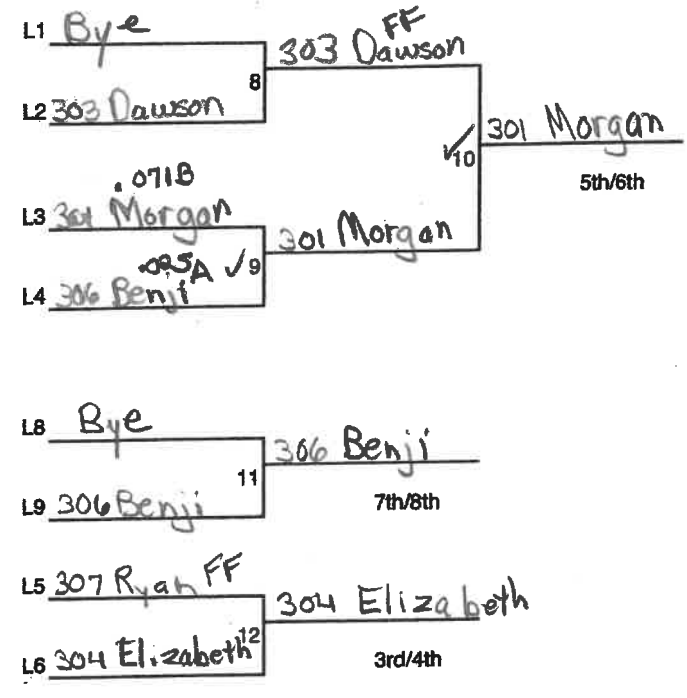 L1 Bye
FF
303 Dawson
8
L2 303 Dawson
301 Morgan
✓10
5th/6th
.071B
L3 301 Morgan
301 Morgan
.025A ✓9
L4 306 Benji
L8 Bye
306 Benji
11
7th/8th
L9 306 Benji
L5 307 Ryan FF
304 Elizabeth
12
L6 304 Elizabeth
3rd/4th